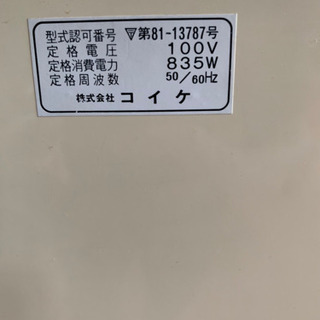 型式認可番号 ▽第81-13787号
定格電圧 100V
定格消費電力 835W
定格周波数 50/60Hz
株式会社 コイケ